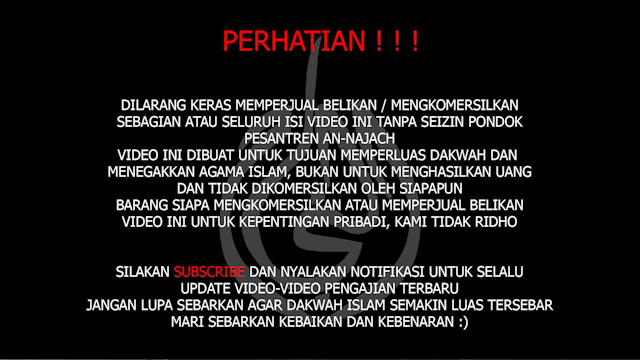 PERHATIAN ! ! !
DILARANG KERAS MEMPERJUAL BELIKAN / MENGKOMERSILKAN
SEBAGIAN ATAU SELURUH ISI VIDEO INI TANPA SEIZIN PONDOK
PESANTREN AN-NAJACH
VIDEO INI DIBUAT UNTUK TUJUAN MEMPERLUAS DAKWAH DAN
MENEGAKKAN AGAMA ISLAM, BUKAN UNTUK MENGHASILKAN UANG
DAN TIDAK DIKOMERSILKAN OLEH SIAPAPUN
BARANG SIAPA MENGKOMERSILKAN ATAU MEMPERJUAL BELIKAN
VIDEO INI UNTUK KEPENTINGAN PRIBADI, KAMI TIDAK RIDHO
SILAKAN SUBSCRIBE DAN NYALAKAN NOTIFIKASI UNTUK SELALU
UPDATE VIDEO-VIDEO PENGAJIAN TERBARU
JANGAN LUPA SEBARKAN AGAR DAKWAH ISLAM SEMAKIN LUAS TERSEBAR
MARI SEBARKAN KEBAIKAN DAN KEBENARAN :)